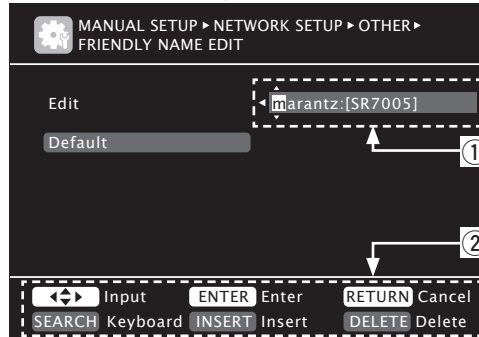 MANUAL SETUP ▸ NETWORK SETUP ▸ OTHER ▸
FRIENDLY NAME EDIT
Edit
marantz:[SR7005]
Default
①
②
Input ENTER Enter RETURN Cancel
SEARCH Keyboard INSERT Insert DELETE Delete